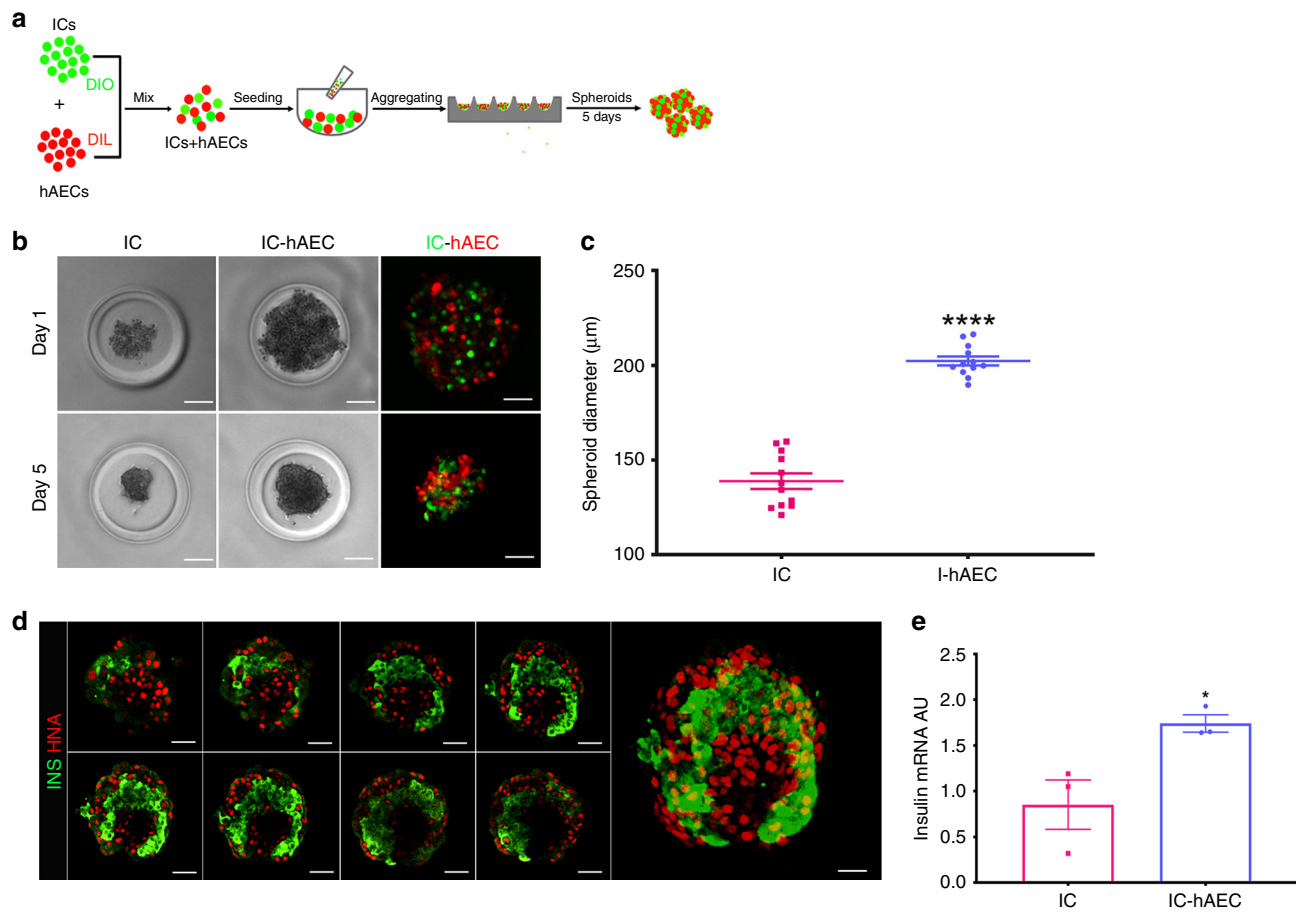 a
ICs
DIO
+
DIL
hAECs
Mix
ICs+hAECs
Seeding
Aggregating
Spheroids
5 days
b
IC
IC-hAEC
IC-hAEC
Day 1
Day 5
c
Spheroid diameter (μm)
250
200
150
100
****
IC
I-hAEC
d
INS HNA
e
Insulin mRNA AU
2.5
2.0
1.5
1.0
0.5
0.0
*
IC
IC-hAEC